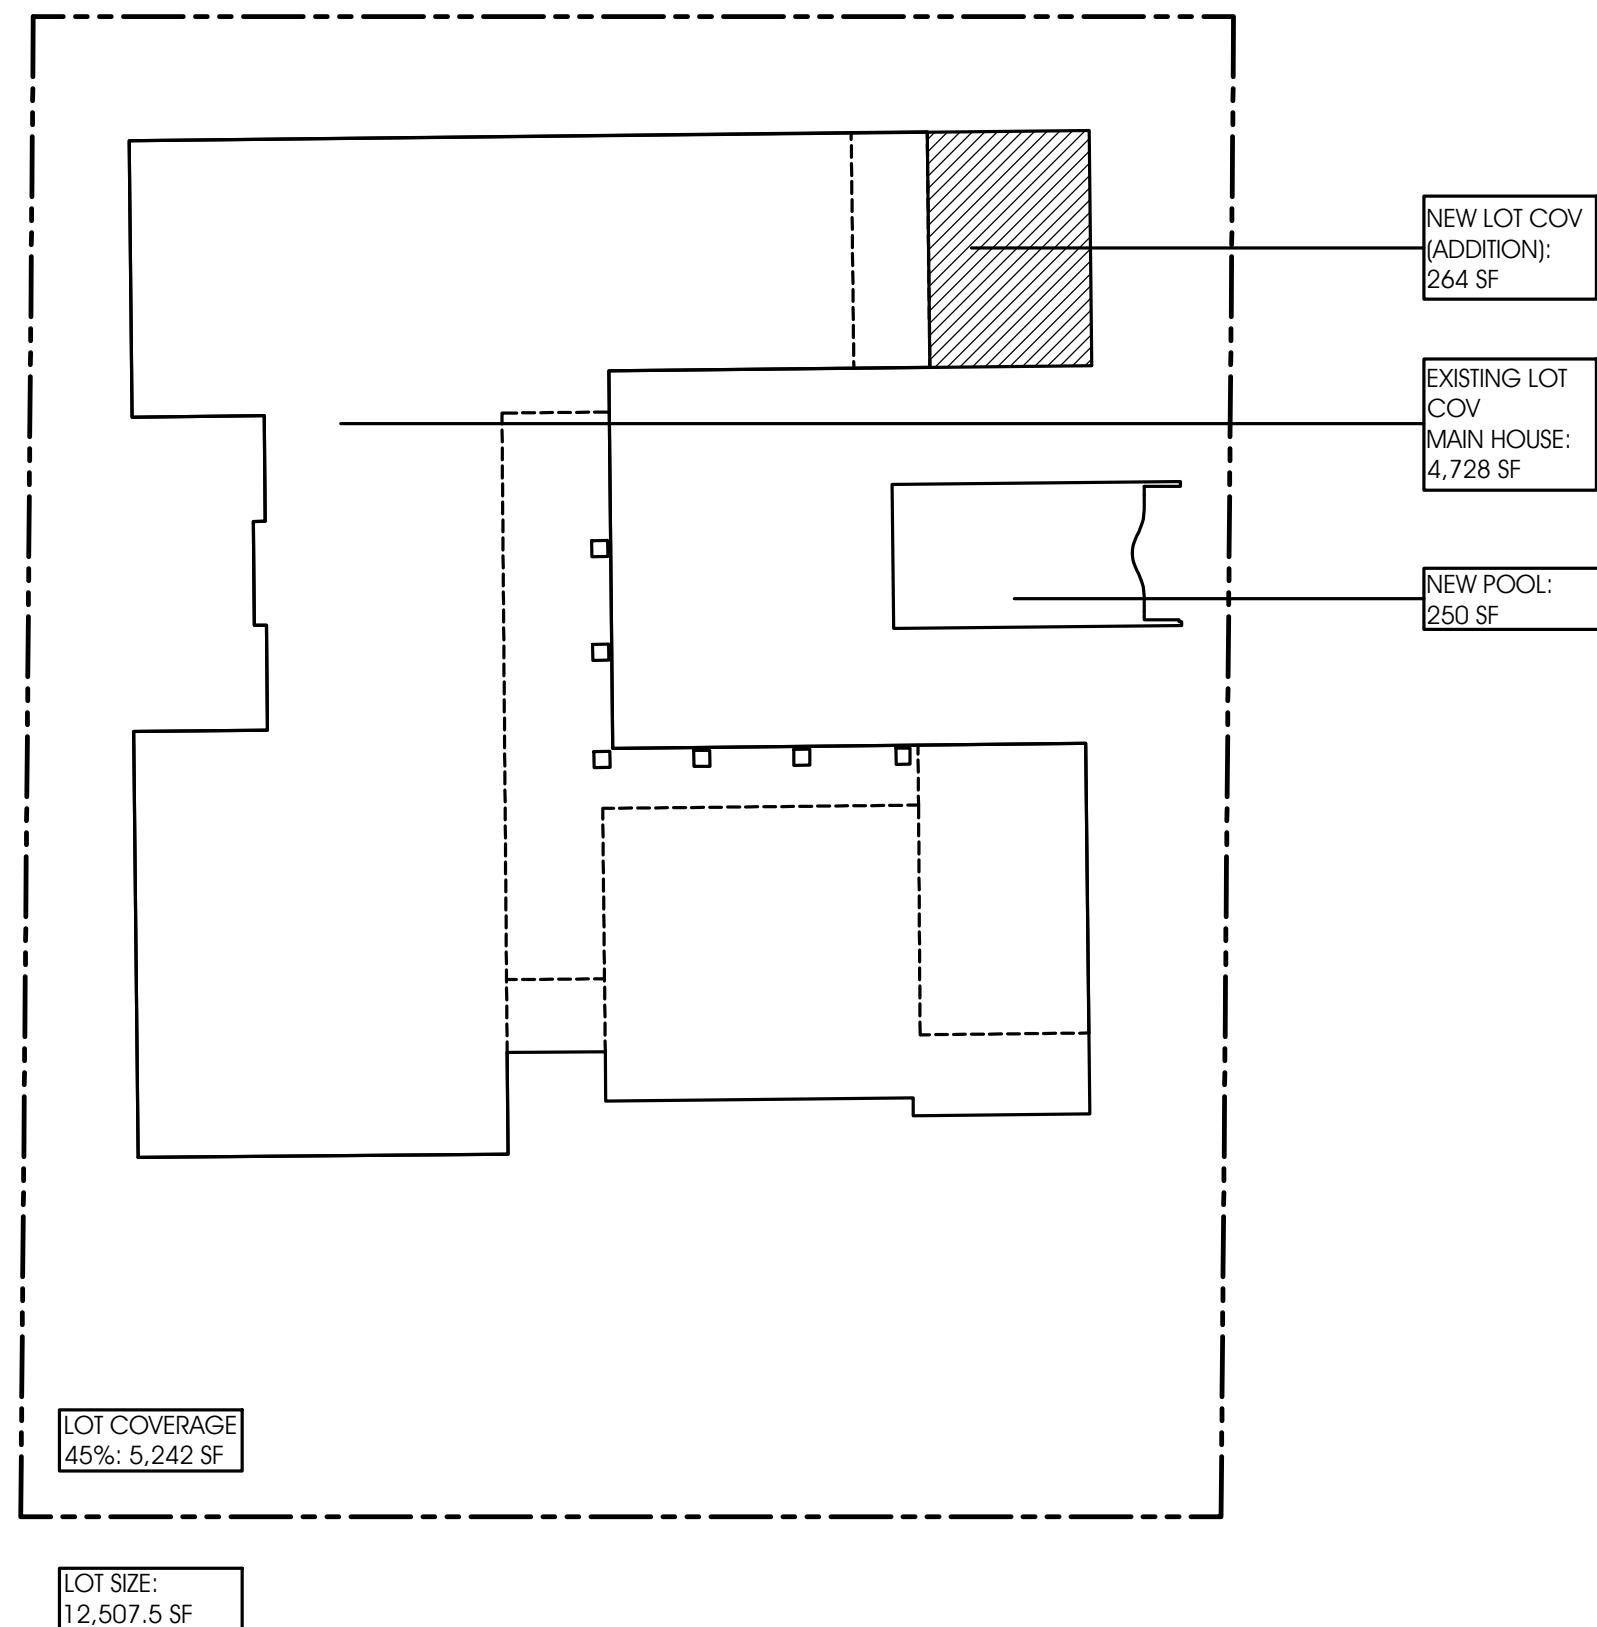 NEW LOT COV
(ADDITION):
264 SF
EXISTING LOT
COV
MAIN HOUSE:
4,728 SF
NEW POOL:
250 SF
LOT COVERAGE
45%: 5,242 SF
LOT SIZE:
12,507.5 SF